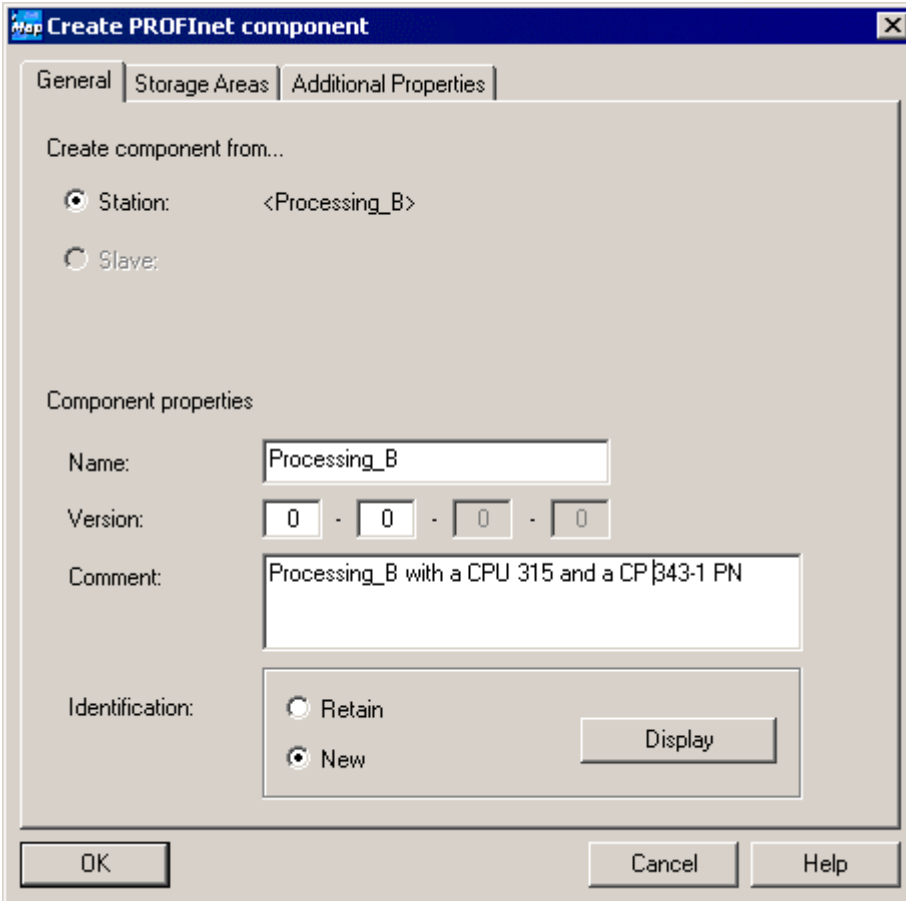 iMap Create PROFInet component
General Storage Areas Additional Properties
Create component from...
Station: <Processing_B>
Slave:
Component properties
Name: Processing_B
Version: 0 - 0 - 0 - 0
Comment: Processing_B with a CPU 315 and a CP 343-1 PN
Identification: Retain
Display
New
OK Cancel Help